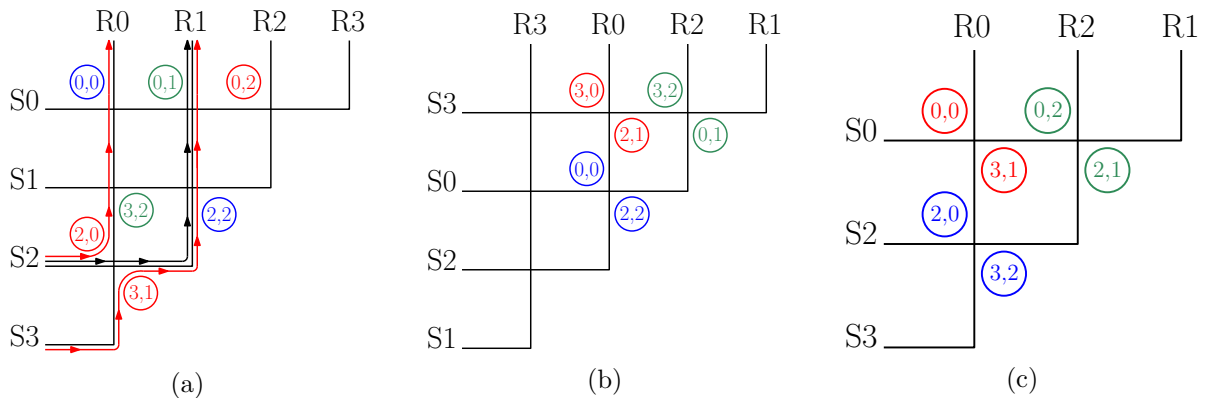 R0 R1 R2 R3
0,0 0,1 0,2
S0
S1
3,2 2,2
2,0
S2
3,1
S3
(a)
R3 R0 R2 R1
3,0 3,2
S3
2,1 0,1
0,0
S0
2,2
S2
S1
(b)
R0 R2 R1
0,0 0,2
S0
3,1 2,1
2,0
S2
3,2
S3
(c)